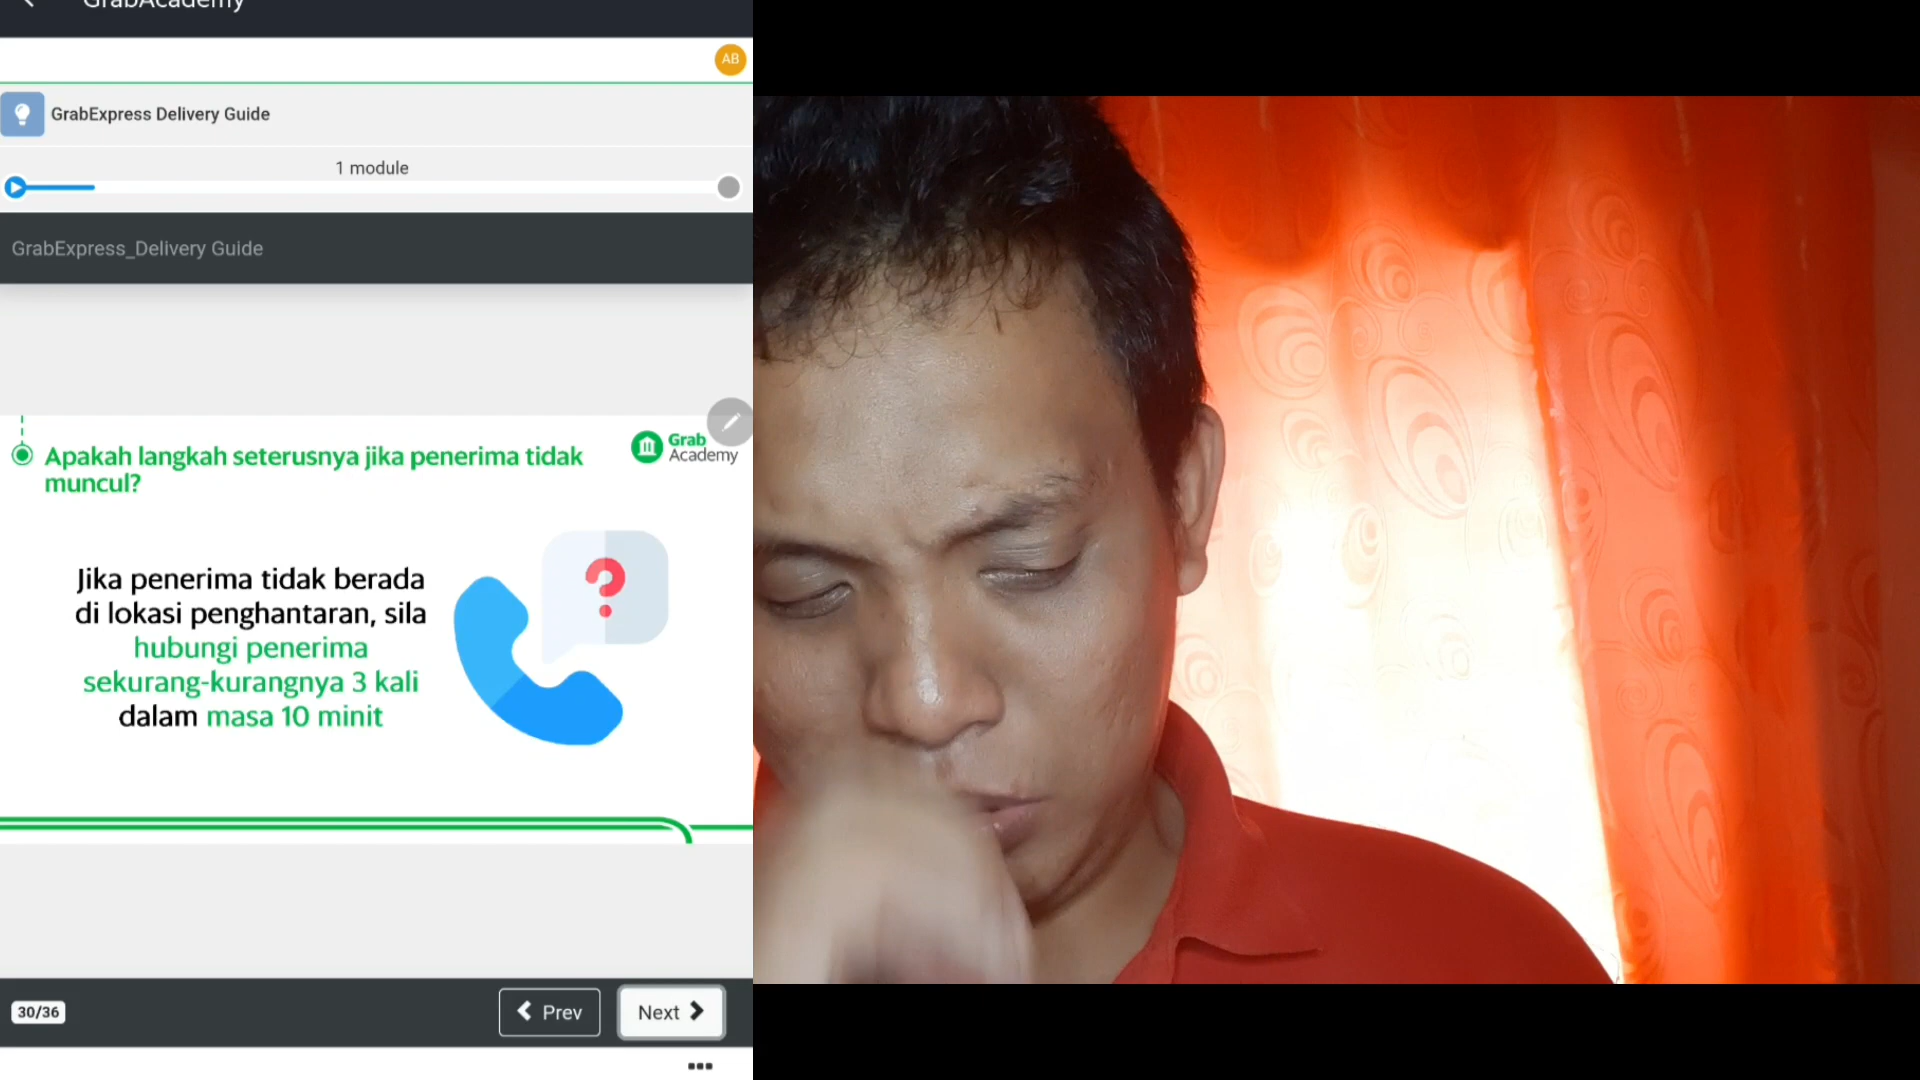 GrabAcademy
AB
GrabExpress Delivery Guide
1 module
GrabExpress_Delivery Guide
Apakah langkah seterusnya jika penerima tidak
muncul?
Grab
Academy
Jika penerima tidak berada
di lokasi penghantaran, sila
hubungi penerima
sekurang-kurangnya 3 kali
dalam masa 10 minit
?
30/36
Prev
Next